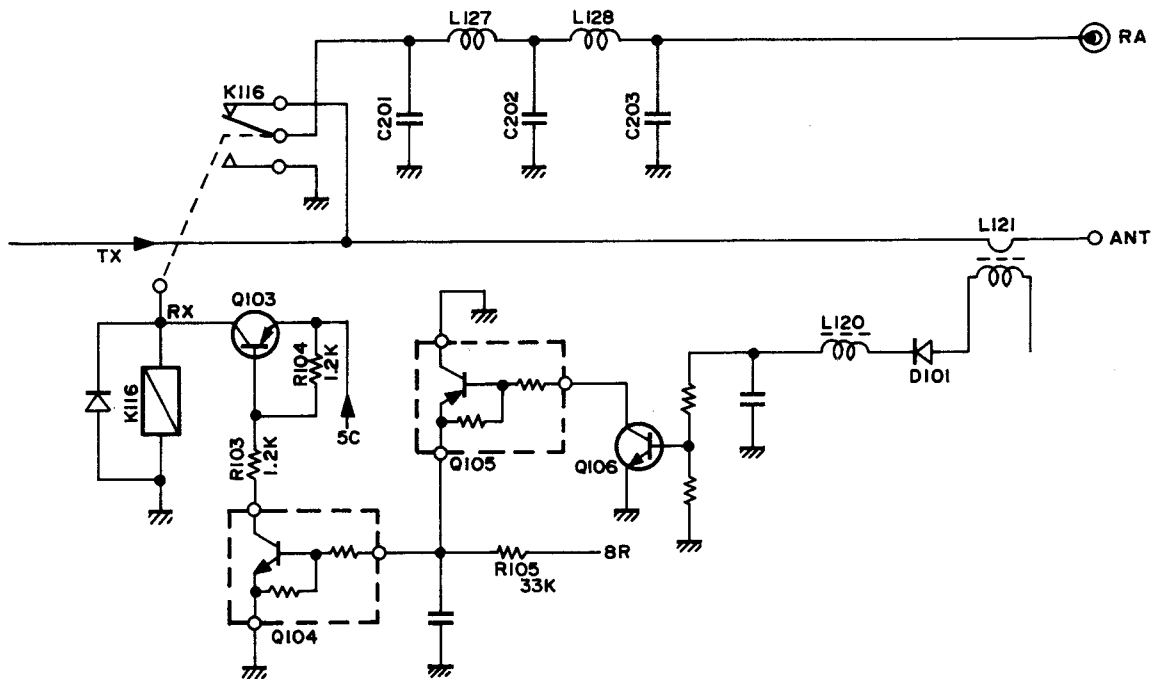 L127
L128
RA
K116
C201
C202
C203
TX
L121
ANT
RX
Q103
R104
1.2K
L120
D101
K116
5C
R103
1.2K
Q105
Q106
8R
R105
33K
Q104